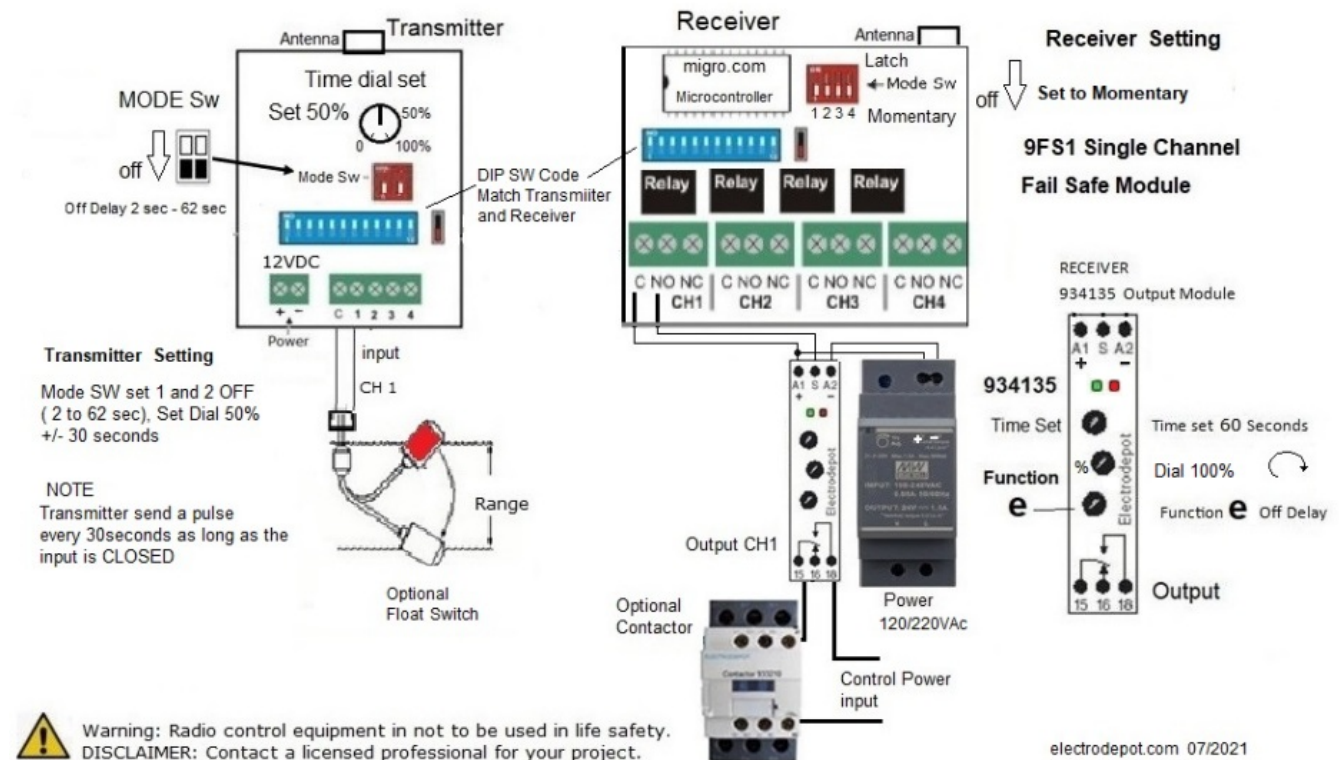 Transmitter
Antenna
Time dial set
Set 50%
50%
0
100%
MODE Sw
off
Mode Sw
Off Delay 2 sec - 62 sec
DIP SW Code
Match Transmiiter
and Receiver
12VDC
+ -
C 1 2 3 4
Power
input
CH 1
Transmitter Setting
Mode SW set 1 and 2 OFF
( 2 to 62 sec), Set Dial 50%
+/- 30 seconds
NOTE
Transmitter send a pulse
every 30seconds as long as the
input is CLOSED
Range
Optional
Float Switch
Receiver
Antenna
migro.com
Microcontroller
Latch
Mode Sw
1 2 3 4
Momentary
Relay Relay Relay Relay
C NO NC C NO NC C NO NC C NO NC
CH1 CH2 CH3 CH4
off
Receiver Setting
Set to Momentary
9FS1 Single Channel
Fail Safe Module
RECEIVER
934135 Output Module
A1 S A2
+ -
934135
Time Set
Time set 60 Seconds
%
Dial 100%
Function
e
Function e Off Delay
Electrodepot
15 16 18
Output
A1 S A2
+ -
Electrodepot
Output CH1
15 16 18
MW
Power
120/220VAc
Optional
Contactor
Control Power
input
Warning: Radio control equipment in not to be used in life safety.
DISCLAIMER: Contact a licensed professional for your project.
electrodepot.com 07/2021